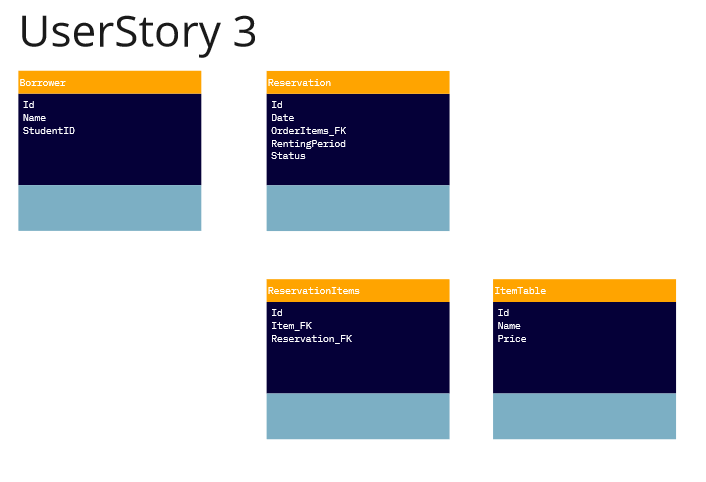 UserStory 3
Borrower
Id
Name
StudentID
Reservation
Id
Date
OrderItems_FK
RentingPeriod
Status
ReservationItems
Id
Item_FK
Reservation_FK
ItemTable
Id
Name
Price